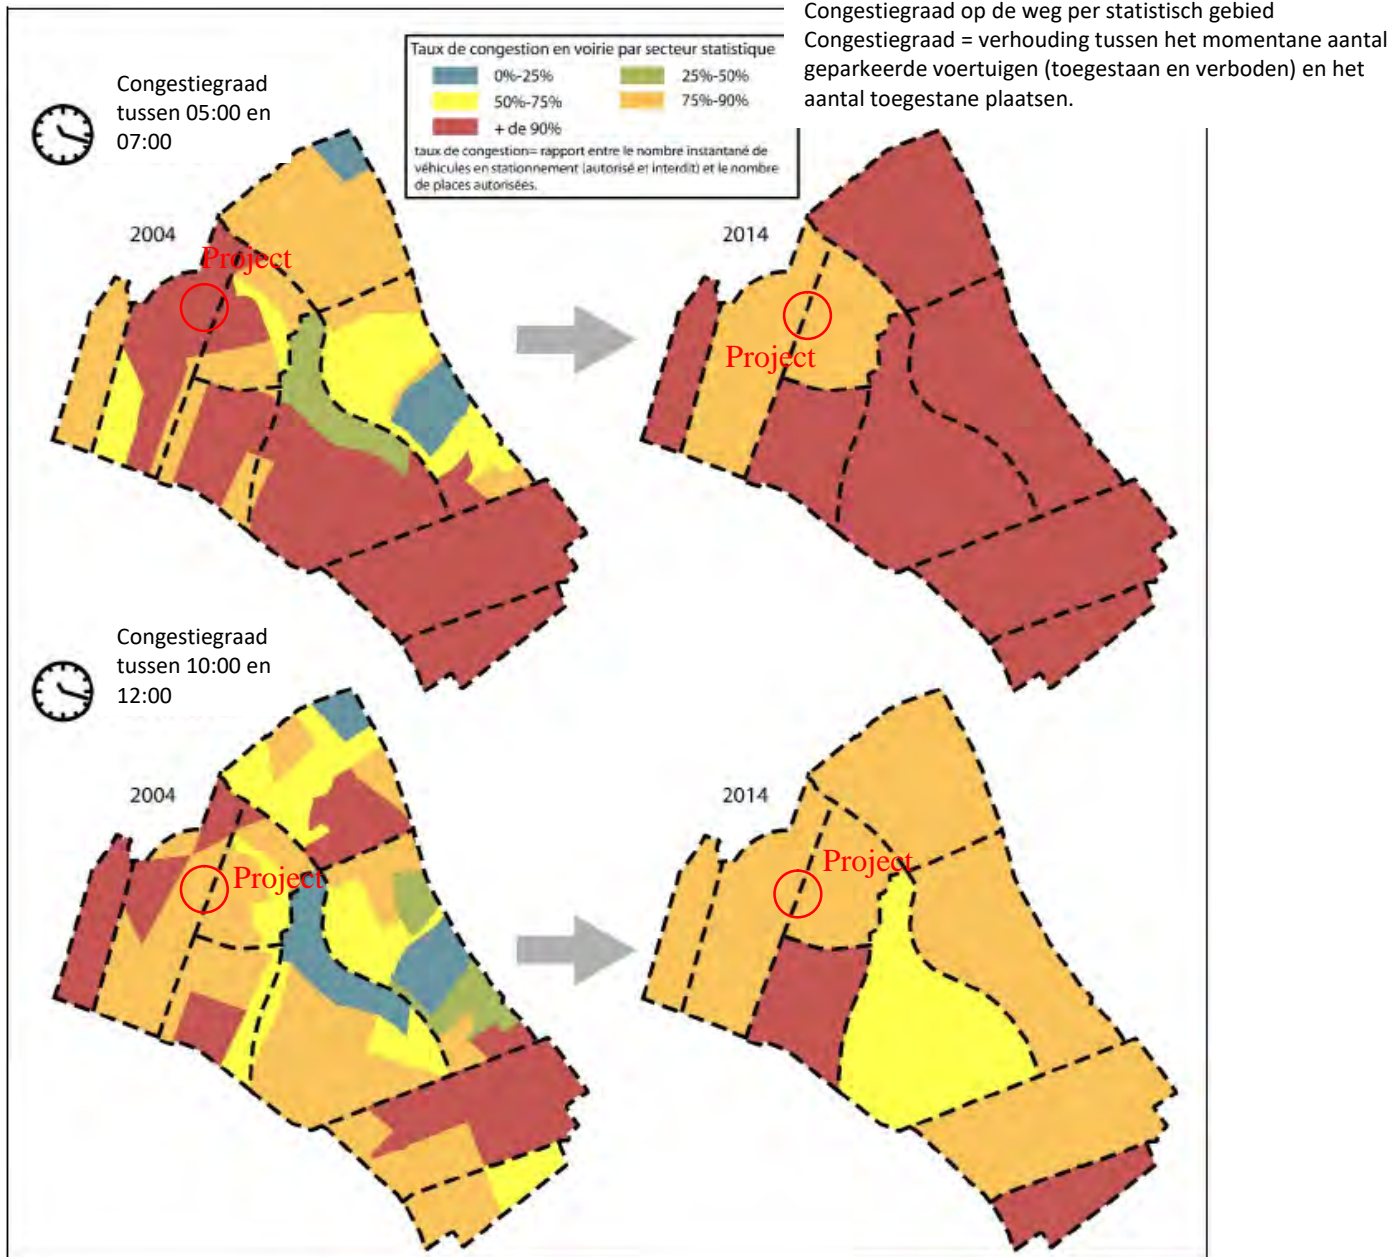 Congestiegraad op de weg per statistisch gebied
Congestiegraad = verhouding tussen het momentane aantal
geparkeerde voertuigen (toegestaan en verboden) en het
aantal toegestane plaatsen.
Taux de congestion en voirie par secteur statistique
0%-25%
25%-50%
50%-75%
75%-90%
+ de 90%
taux de congestion= rapport entre le nombre instantané de
véhicules en stationnement (autorisé et interdit) et le nombre
de places autorisées.
Congestiegraad
tussen 05:00 en
07:00
2004
Project
2014
Project
Congestiegraad
tussen 10:00 en
12:00
2004
Project
2014
Project